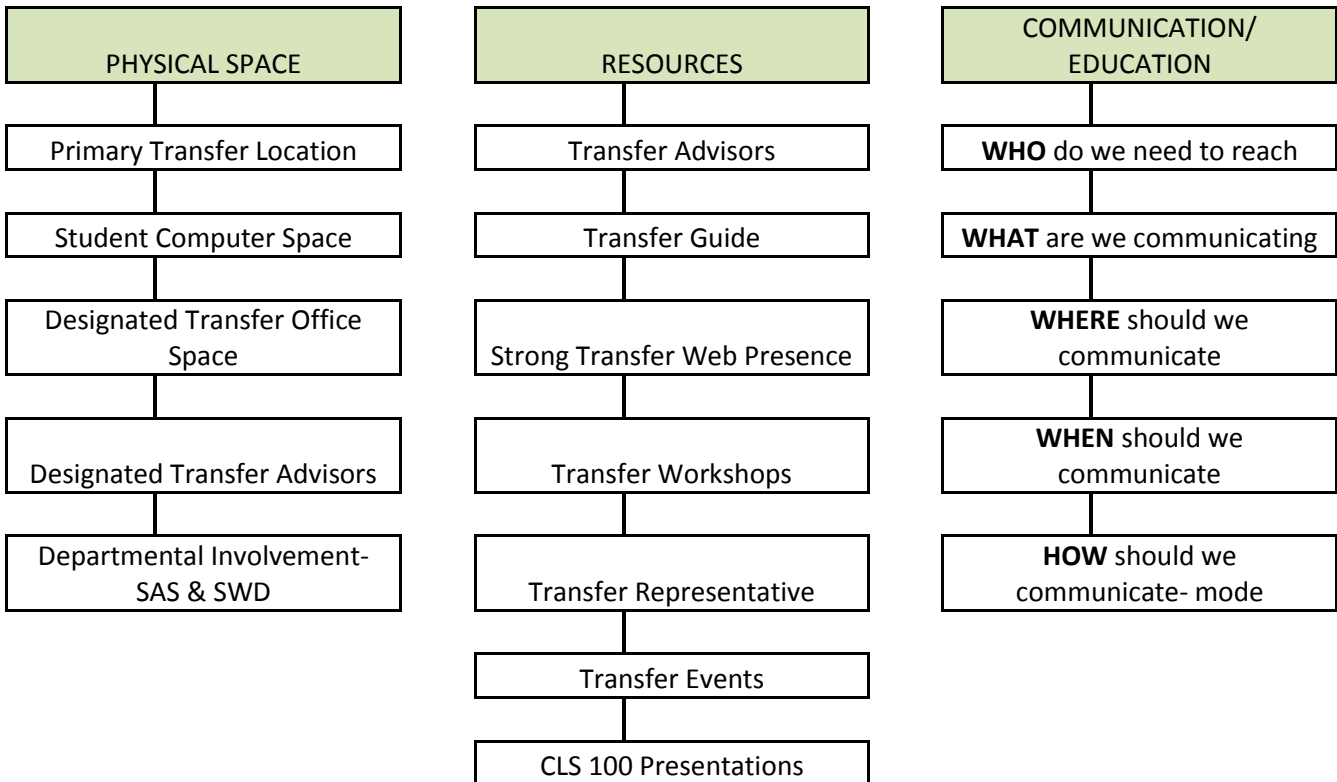 PHYSICAL SPACE
Primary Transfer Location
Student Computer Space
Designated Transfer Office
Space
Designated Transfer Advisors
Departmental Involvement-
SAS & SWD
RESOURCES
Transfer Advisors
Transfer Guide
Strong Transfer Web Presence
Transfer Workshops
Transfer Representative
Transfer Events
CLS 100 Presentations
COMMUNICATION/
EDUCATION
WHO do we need to reach
WHAT are we communicating
WHERE should we
communicate
WHEN should we
communicate
HOW should we
communicate- mode